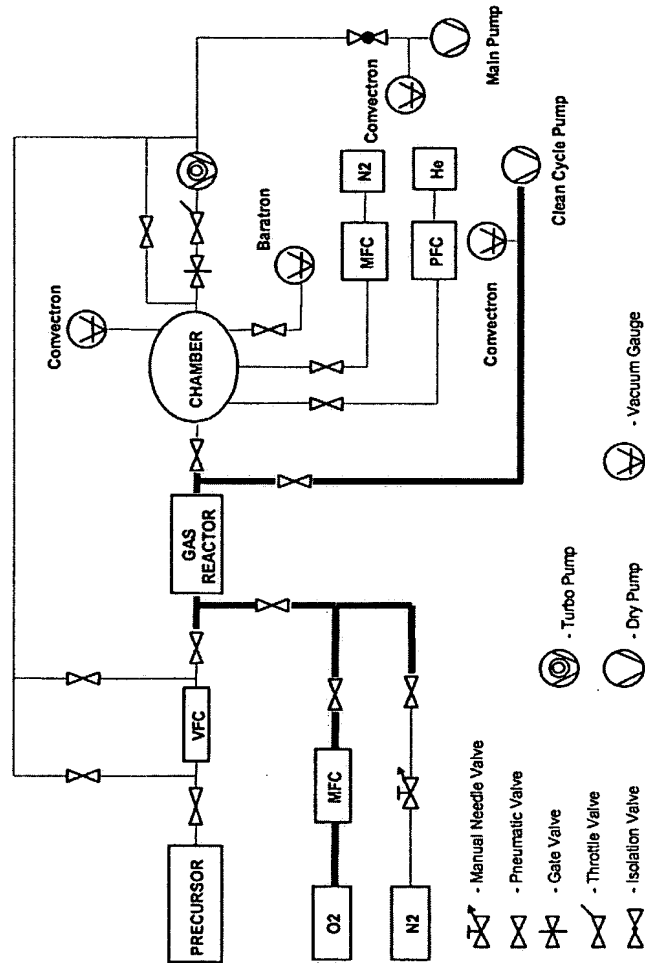 Convectron
Main Pump
Convectron
Baratron
N2
MFC
He
PFC
CHAMBER
Clean Cycle Pump
Convectron
GAS
REACTOR
VFC
PRECURSOR
MFC
O2
N2
- Manual Needle Valve
- Pneumatic Valve
- Gate Valve
- Throttle Valve
- Isolation Valve
- Turbo Pump
- Dry Pump
- Vacuum Gauge